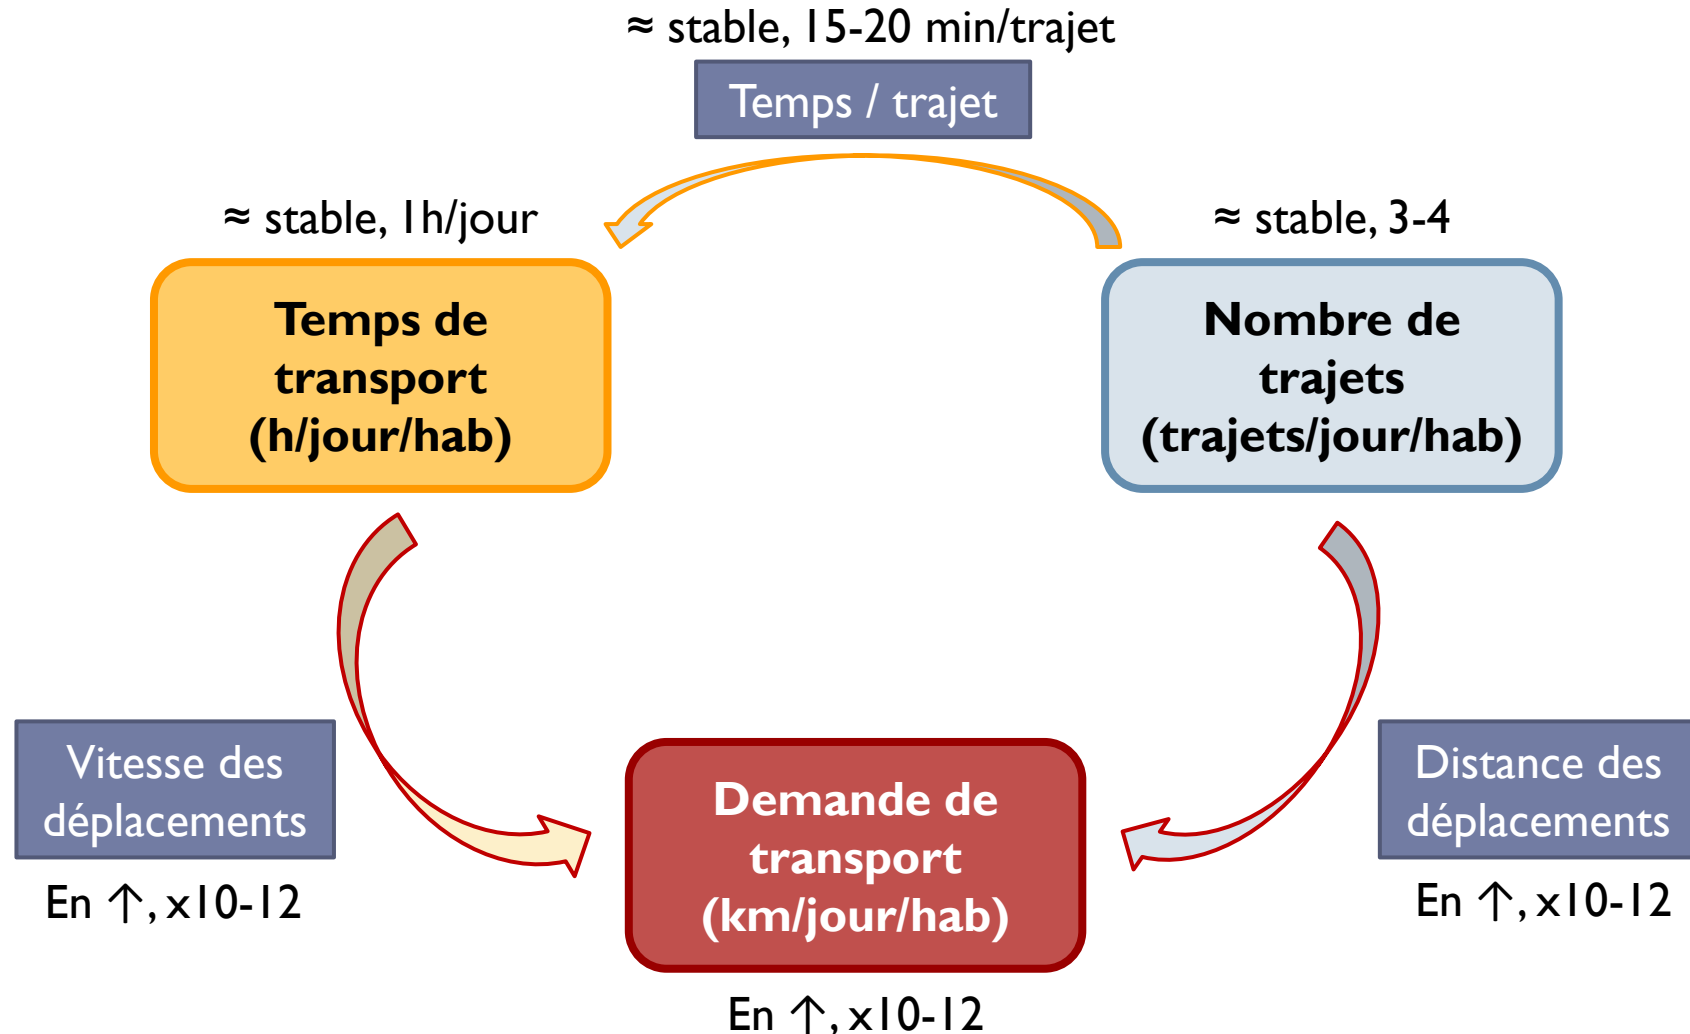 ≈ stable, 15-20 min/trajet
Temps / trajet
≈ stable, 1h/jour
≈ stable, 3-4
Temps de
transport
(h/jour/hab)
Nombre de
trajets
(trajets/jour/hab)
Vitesse des
déplacements
En ↑, x10-12
Demande de
transport
(km/jour/hab)
En ↑, x10-12
Distance des
déplacements
En ↑, x10-12